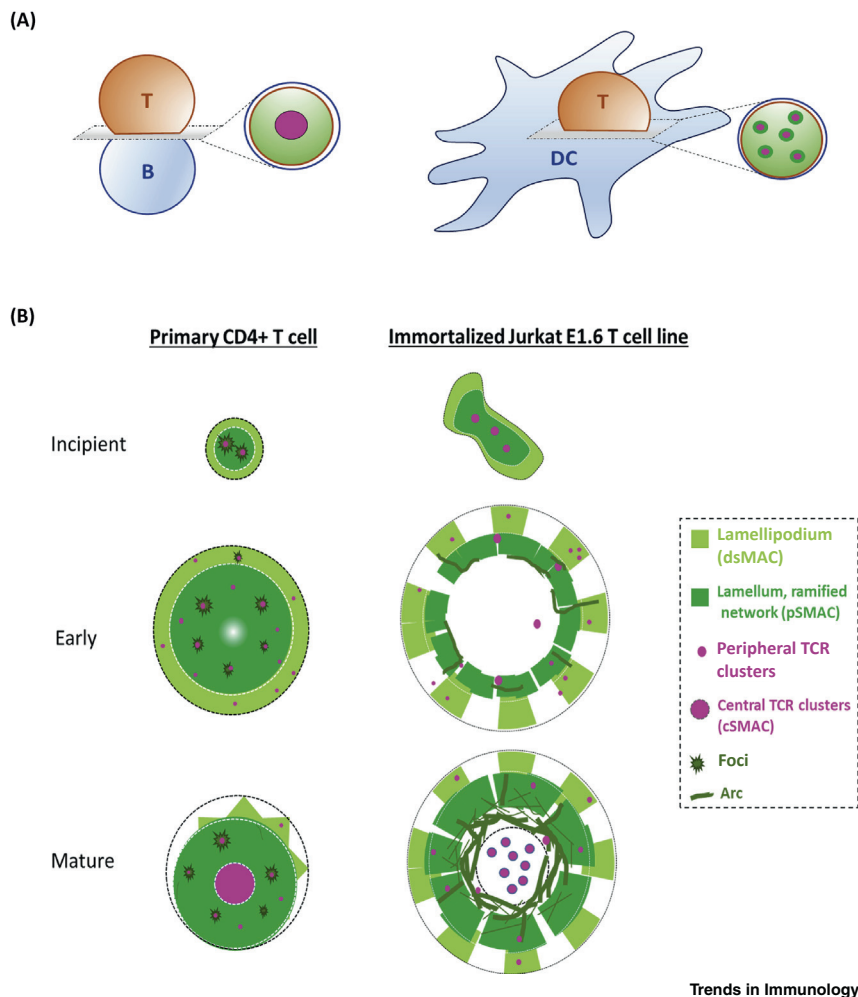 (A)
T
B
T
DC
(B)
Primary CD4+ T cell
Immortalized Jurkat E1.6 T cell line
Incipient
Early
Mature
Lamellipodium
(dsMAC)
Lamellum, ramified
network (pSMAC)
Peripheral TCR
clusters
Central TCR clusters
(cSMAC)
Foci
Arc
Trends in Immunology